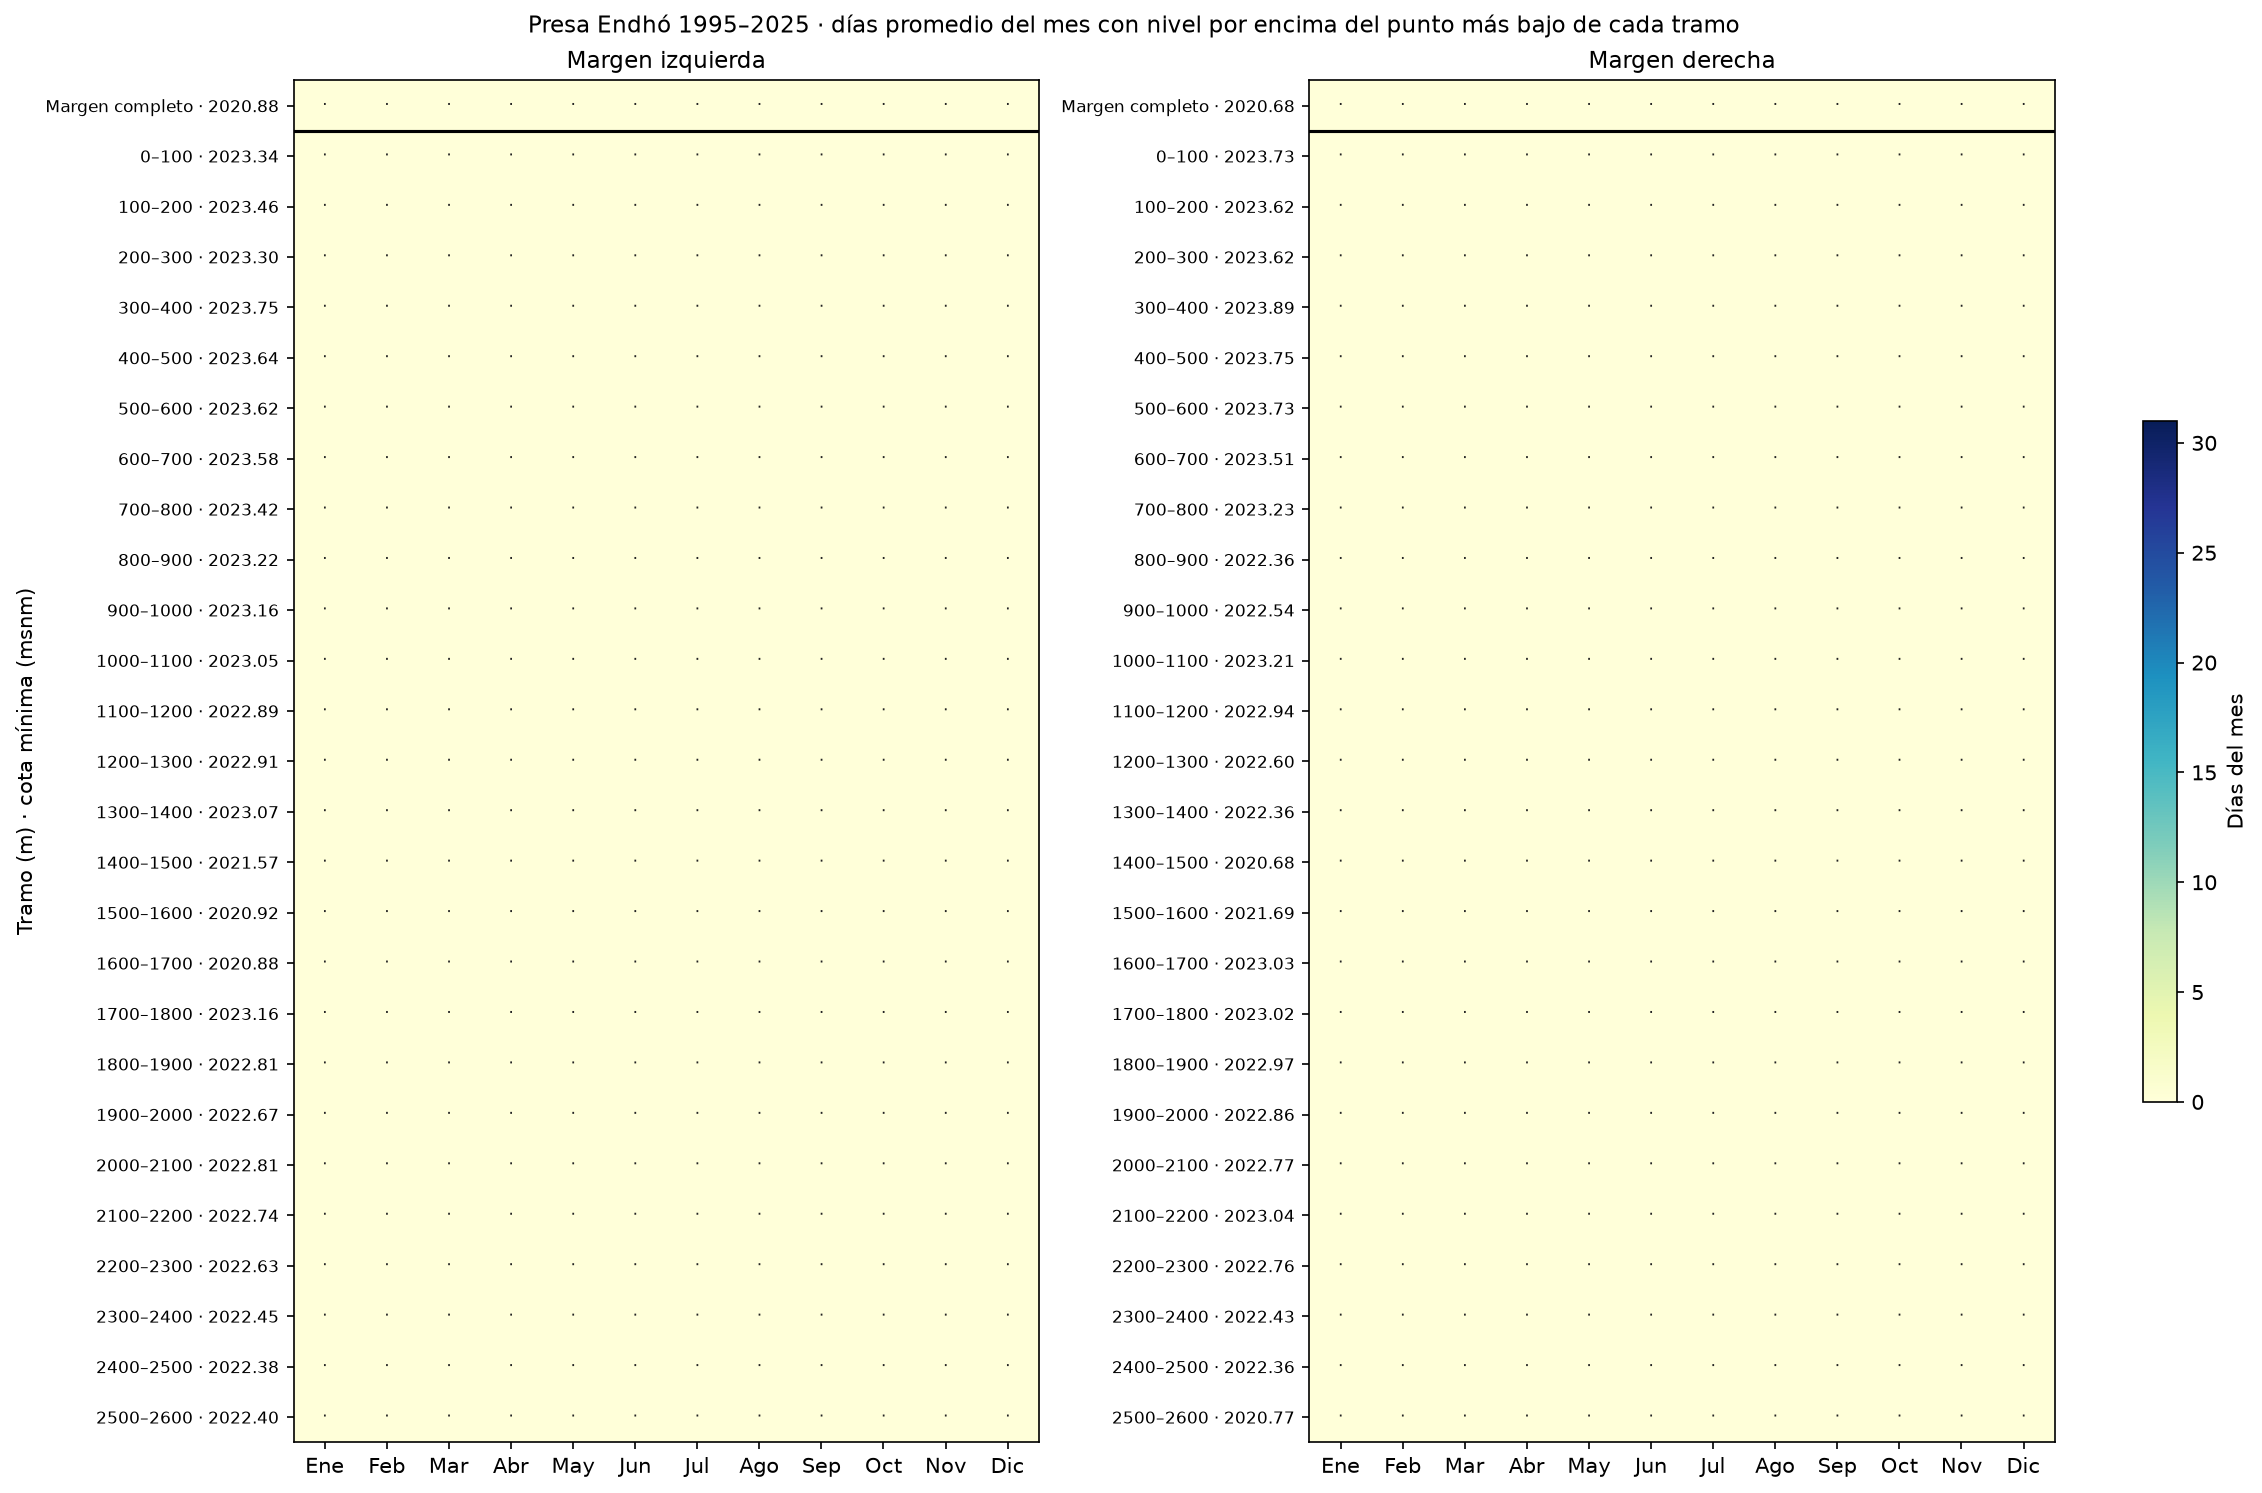 Presa Endhó 1995–2025 · días promedio del mes con nivel por encima del punto más bajo de cada tramo
Margen izquierda
Tramo (m) · cota mínima (msnm)
Margen completo · 2020.88
0–100 · 2023.34
100–200 · 2023.46
200–300 · 2023.30
300–400 · 2023.75
400–500 · 2023.64
500–600 · 2023.62
600–700 · 2023.58
700–800 · 2023.42
800–900 · 2023.22
900–1000 · 2023.16
1000–1100 · 2023.05
1100–1200 · 2022.89
1200–1300 · 2022.91
1300–1400 · 2023.07
1400–1500 · 2021.57
1500–1600 · 2020.92
1600–1700 · 2020.88
1700–1800 · 2023.16
1800–1900 · 2022.81
1900–2000 · 2022.67
2000–2100 · 2022.81
2100–2200 · 2022.74
2200–2300 · 2022.63
2300–2400 · 2022.45
2400–2500 · 2022.38
2500–2600 · 2022.40
Ene Feb Mar Abr May Jun Jul Ago Sep Oct Nov Dic
Margen derecha
Margen completo · 2020.68
0–100 · 2023.73
100–200 · 2023.62
200–300 · 2023.62
300–400 · 2023.89
400–500 · 2023.75
500–600 · 2023.73
600–700 · 2023.51
700–800 · 2023.23
800–900 · 2022.36
900–1000 · 2022.54
1000–1100 · 2023.21
1100–1200 · 2022.94
1200–1300 · 2022.60
1300–1400 · 2022.36
1400–1500 · 2020.68
1500–1600 · 2021.69
1600–1700 · 2023.03
1700–1800 · 2023.02
1800–1900 · 2022.97
1900–2000 · 2022.86
2000–2100 · 2022.77
2100–2200 · 2023.04
2200–2300 · 2022.76
2300–2400 · 2022.43
2400–2500 · 2022.36
2500–2600 · 2020.77
Ene Feb Mar Abr May Jun Jul Ago Sep Oct Nov Dic
30
25
20
15
10
5
0
Días del mes